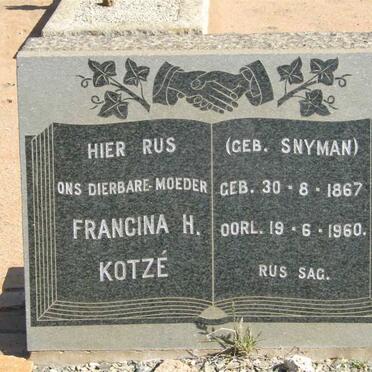 HIER RUS
ONS DIERBARE-MOEDER
FRANCINA H.
KOTZÉ
(GEB. SNYMAN)
GEB. 30-8-1867
OORL. 19-6-1960.
RUS SAG.